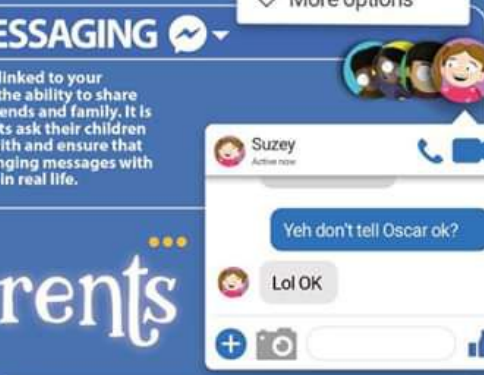 More options
ESSAGING
linked to your
the ability to share
ends and family. It is
ts ask their children
ith and ensure that
nging messages with
in real life.
Suzey
Active now
Yeh don't tell Oscar ok?
Lol OK
rents